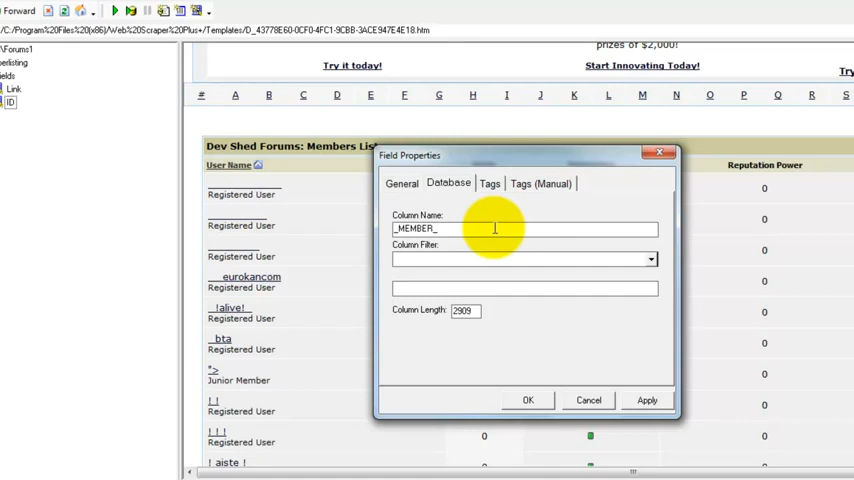 Forward
/C:/Program%20Files%20(x86)/Web%20Scraper%20Plus+/Templates/D_43778E60-0CF0-4FC1-9CBB-3ACE947E4E18.htm
\Forums1
perlisting
ields
Link
ID
prizes of $2,000!
Try it today! Start Innovating Today! Try
# A B C D E F G H I J K L M N O P Q R S
Dev Shed Forums: Members List
User Name Reputation Power
Registered User 0
Registered User 0
Registered User 0
__eurokancom
Registered User 0
_!alive!_
Registered User 0
_bta
Registered User 0
">
Junior Member 0
! !
Registered User 0
! ! !
Registered User 0 0
! aiste !
Field Properties
General Database Tags Tags (Manual)
Column Name:
_MEMBER_
Column Filter:
Column Length: 2909
OK Cancel Apply